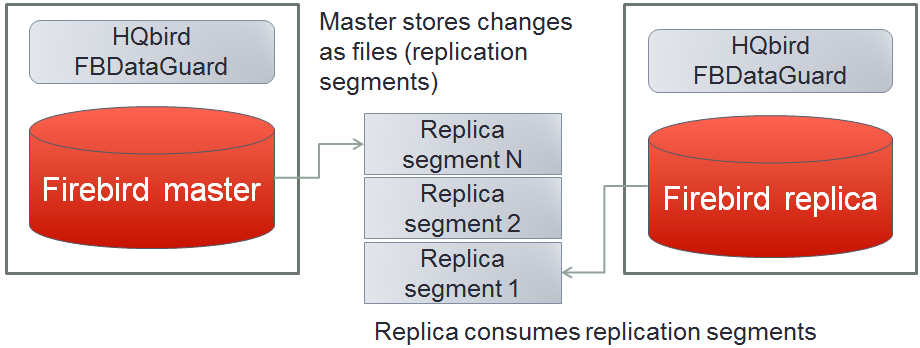 HQbird
FBDataGuard
Firebird master
Master stores changes
as files (replication
segments)
Replica
segment N
Replica
segment 2
Replica
segment 1
HQbird
FBDataGuard
Firebird replica
Replica consumes replication segments